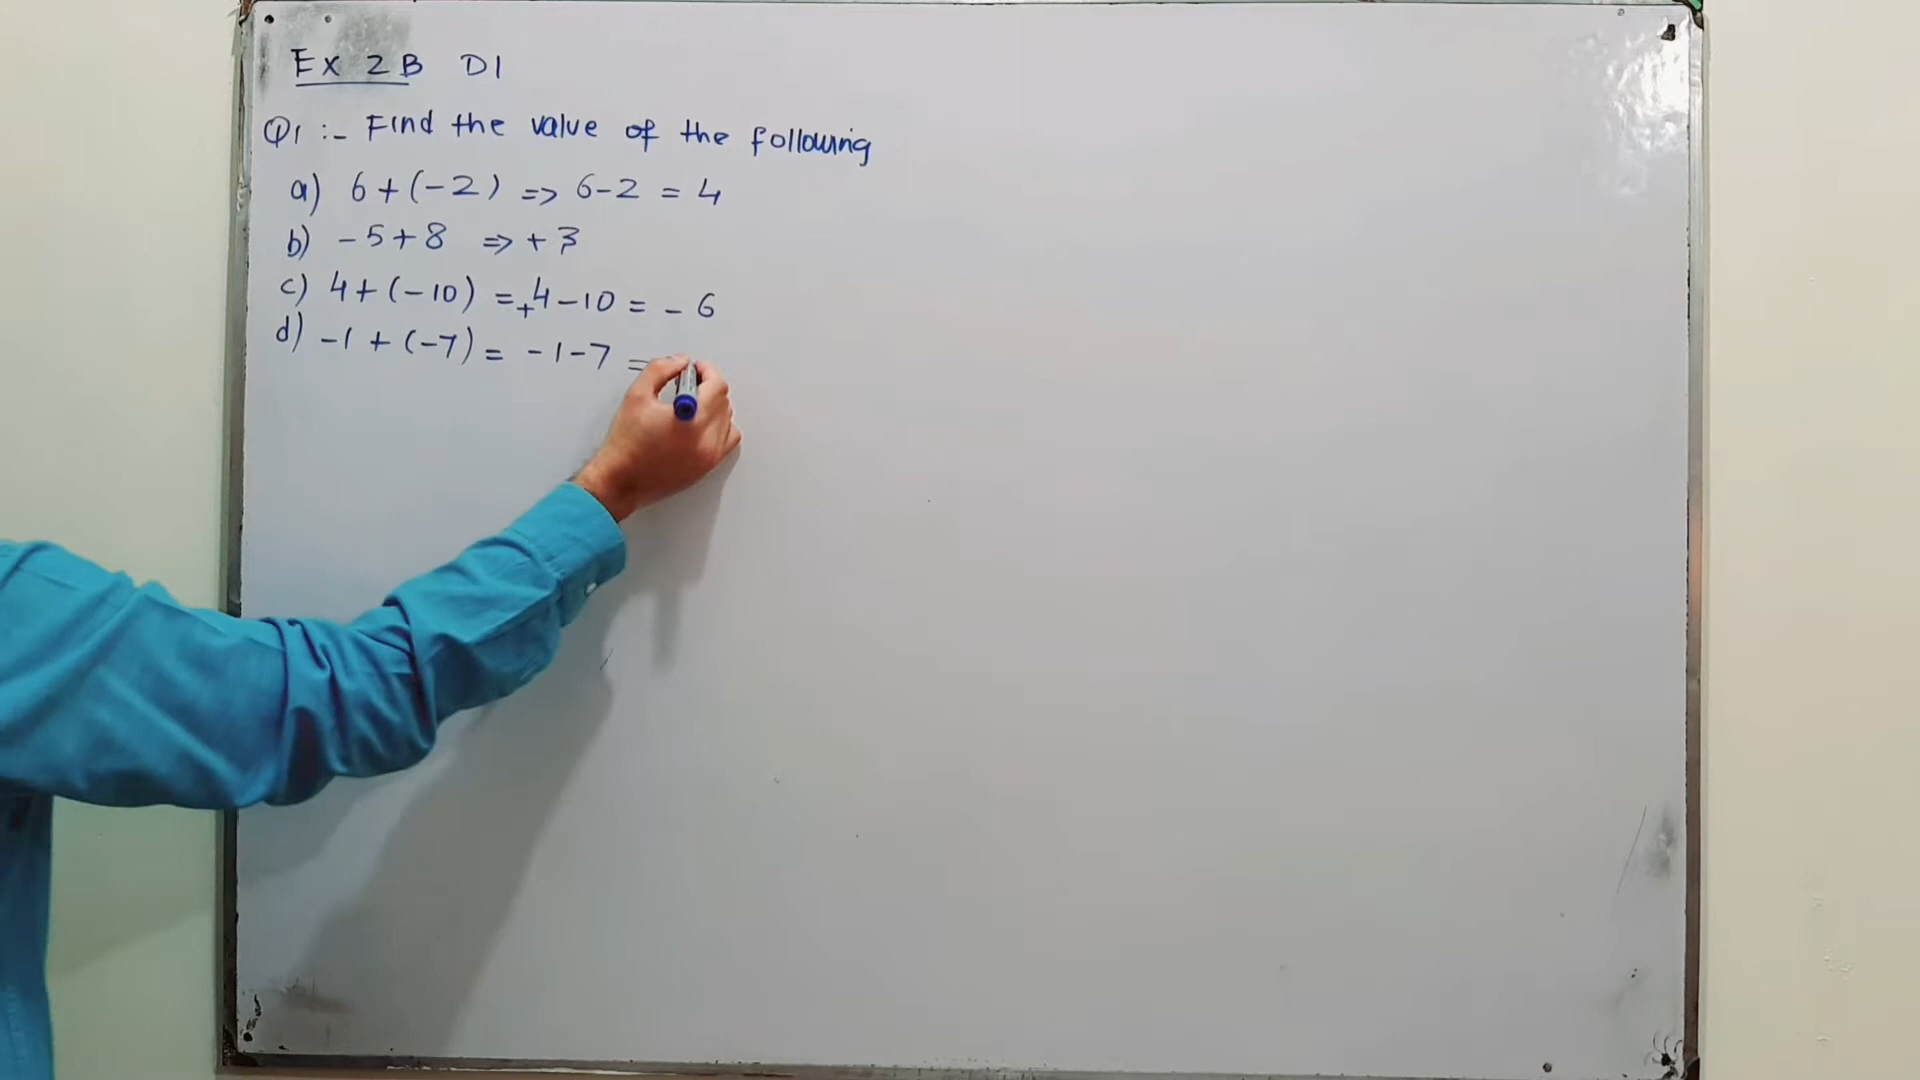 Ex 2B D1
Q1 :- Find the value of the following
a) 6 + (-2) => 6-2 = 4
b) -5+8 => +3
c) 4 + (-10) = +4-10 = -6
d) -1 + (-7) = -1-7 =